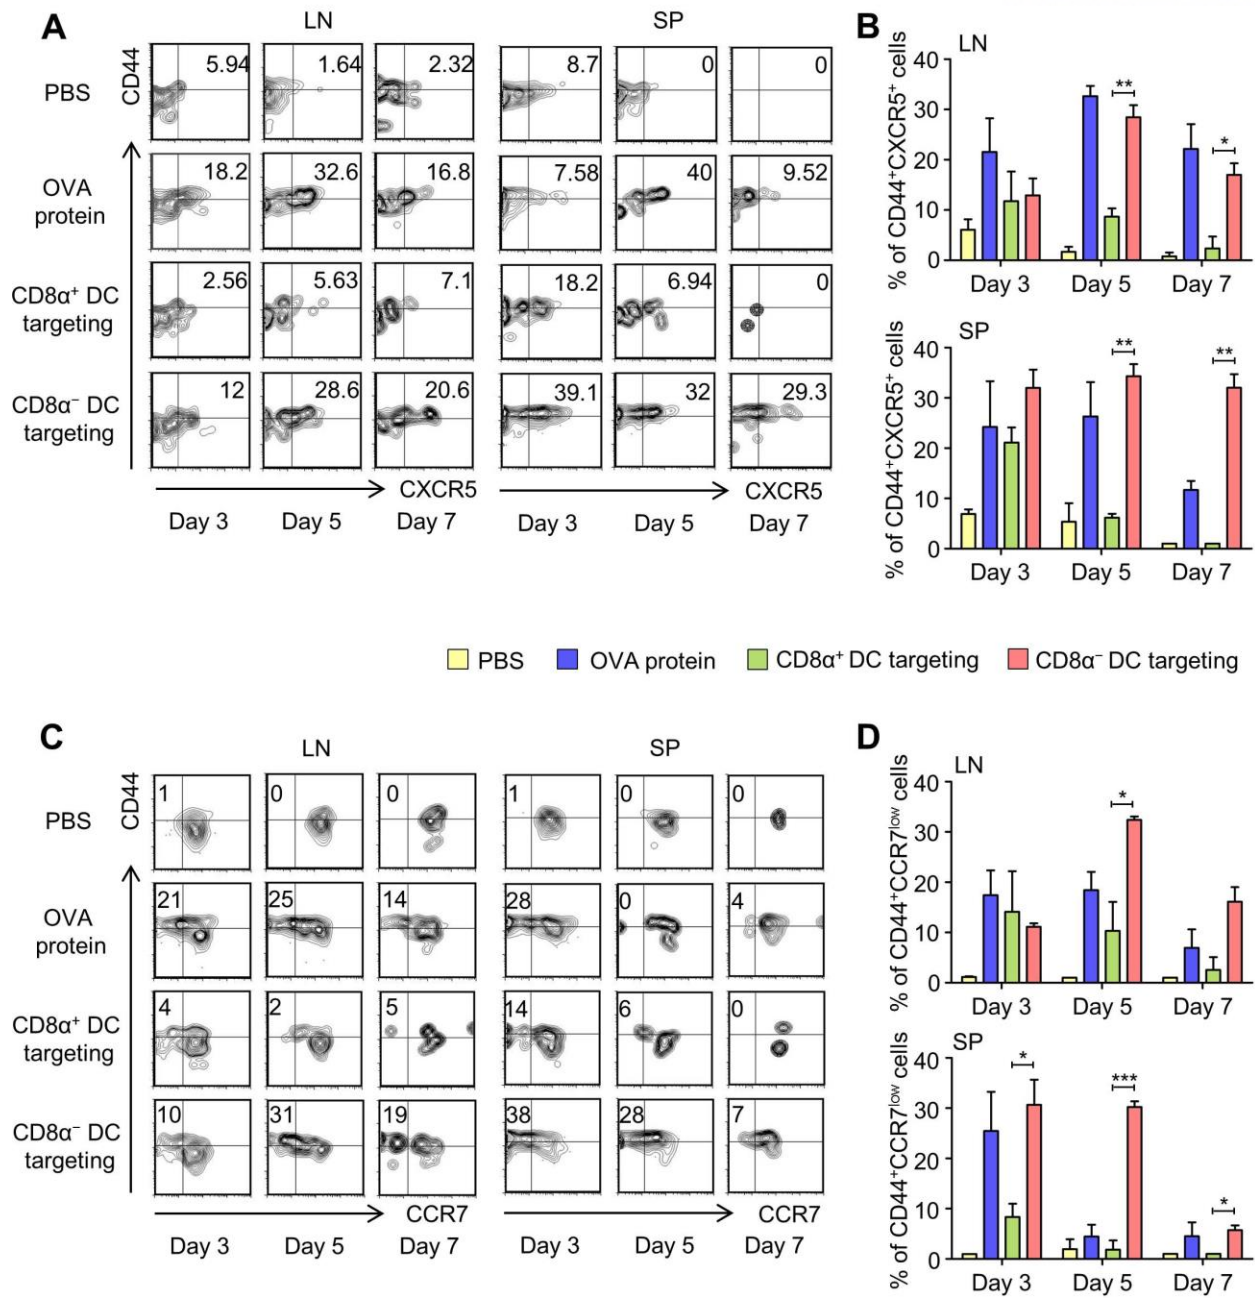 A
LN
SP
CD44
PBS
5.94
1.64
2.32
8.7
0
0
OVA
protein
18.2
32.6
16.8
7.58
40
9.52
CD8α⁺ DC
targeting
2.56
5.63
7.1
18.2
6.94
0
CD8α⁻ DC
targeting
12
28.6
20.6
39.1
32
29.3
CXCR5
CXCR5
Day 3
Day 5
Day 7
Day 3
Day 5
Day 7
B
LN
% of CD44⁺CXCR5⁺ cells
40
30
20
10
0
**
*
Day 3
Day 5
Day 7
SP
% of CD44⁺CXCR5⁺ cells
40
30
20
10
0
**
**
Day 3
Day 5
Day 7
PBS
OVA protein
CD8α⁺ DC targeting
CD8α⁻ DC targeting
C
LN
SP
CD44
PBS
1
0
0
1
0
0
OVA
protein
21
25
14
28
0
4
CD8α⁺ DC
targeting
4
2
5
14
6
0
CD8α⁻ DC
targeting
10
31
19
38
28
7
CCR7
CCR7
Day 3
Day 5
Day 7
Day 3
Day 5
Day 7
D
LN
% of CD44⁺CCR7ˡᵒʷ cells
40
30
20
10
0
*
Day 3
Day 5
Day 7
SP
% of CD44⁺CCR7ˡᵒʷ cells
40
30
20
10
0
*
***
*
Day 3
Day 5
Day 7